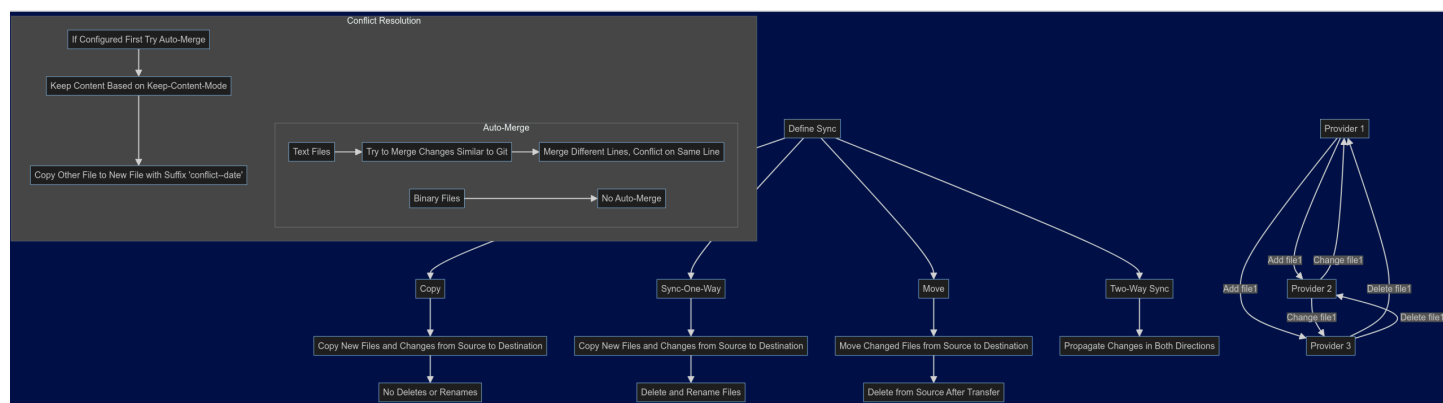 Conflict Resolution
If Configured First Try Auto-Merge
Keep Content Based on Keep-Content-Mode
Copy Other File to New File with Suffix 'conflict--date'
Auto-Merge
Text Files
Try to Merge Changes Similar to Git
Merge Different Lines, Conflict on Same Line
Binary Files
No Auto-Merge
Define Sync
Copy
Sync-One-Way
Move
Two-Way Sync
Copy New Files and Changes from Source to Destination
Copy New Files and Changes from Source to Destination
Move Changed Files from Source to Destination
Propagate Changes in Both Directions
No Deletes or Renames
Delete and Rename Files
Delete from Source After Transfer
Provider 1
Add file1
Change file1
Add file1
Provider 2
Delete file1
Change file1
Delete file1
Provider 3